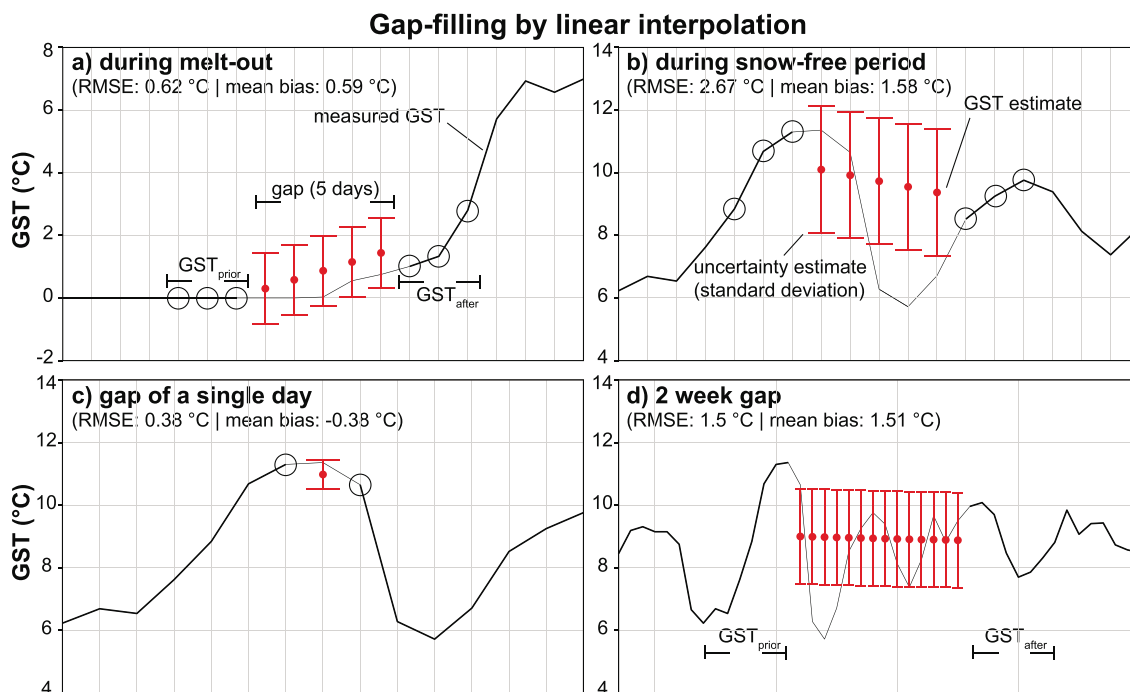 Gap-filling by linear interpolation
a) during melt-out
(RMSE: 0.62 °C | mean bias: 0.59 °C)
measured GST
gap (5 days)
GSTprior
GSTafter
GST (°C)
8
6
4
2
0
-2
b) during snow-free period
(RMSE: 2.67 °C | mean bias: 1.58 °C)
GST estimate
uncertainty estimate
(standard deviation)
14
12
10
8
6
4
c) gap of a single day
(RMSE: 0.38 °C | mean bias: -0.38 °C)
GST (°C)
14
12
10
8
6
4
d) 2 week gap
(RMSE: 1.5 °C | mean bias: 1.51 °C)
GSTprior
GSTafter
14
12
10
8
6
4